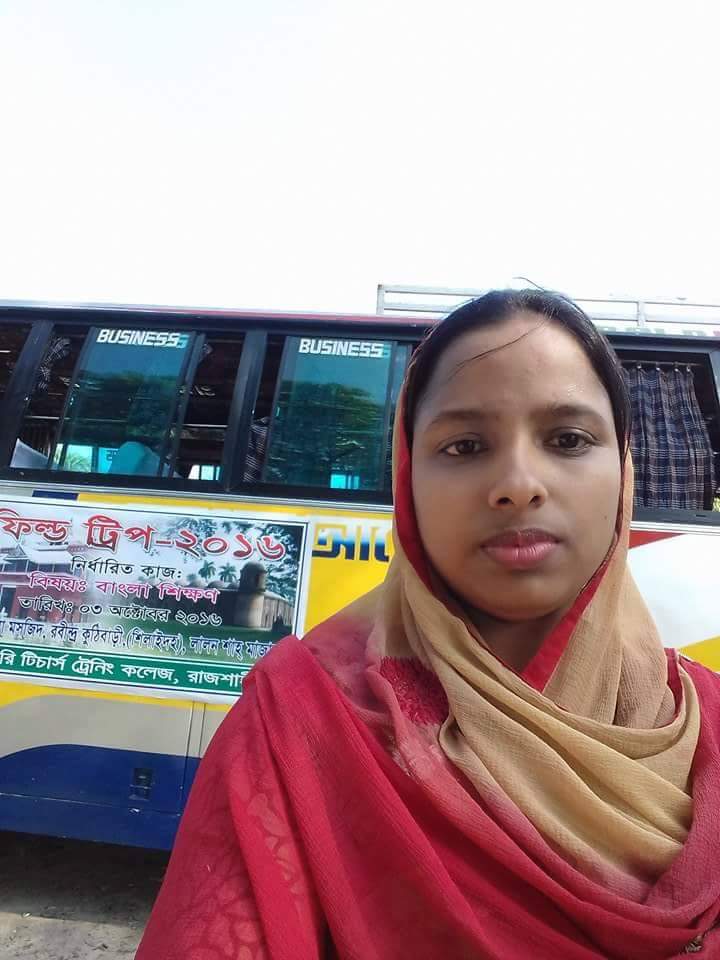 BUSINESS
BUSINESS
ফিল্ড ট্রিপ-২০১৬
নির্ধারিত কাজ:
বিষয়ঃ বাংলা শিক্ষণ
তারিখঃ ০৩ অক্টোবর ২০১৬
মসজিদ, রবীন্দ্র কুঠিবাড়ী,(শিলাইদহ), লালন শাহ্
টিচার্স ট্রেনিং কলেজ,